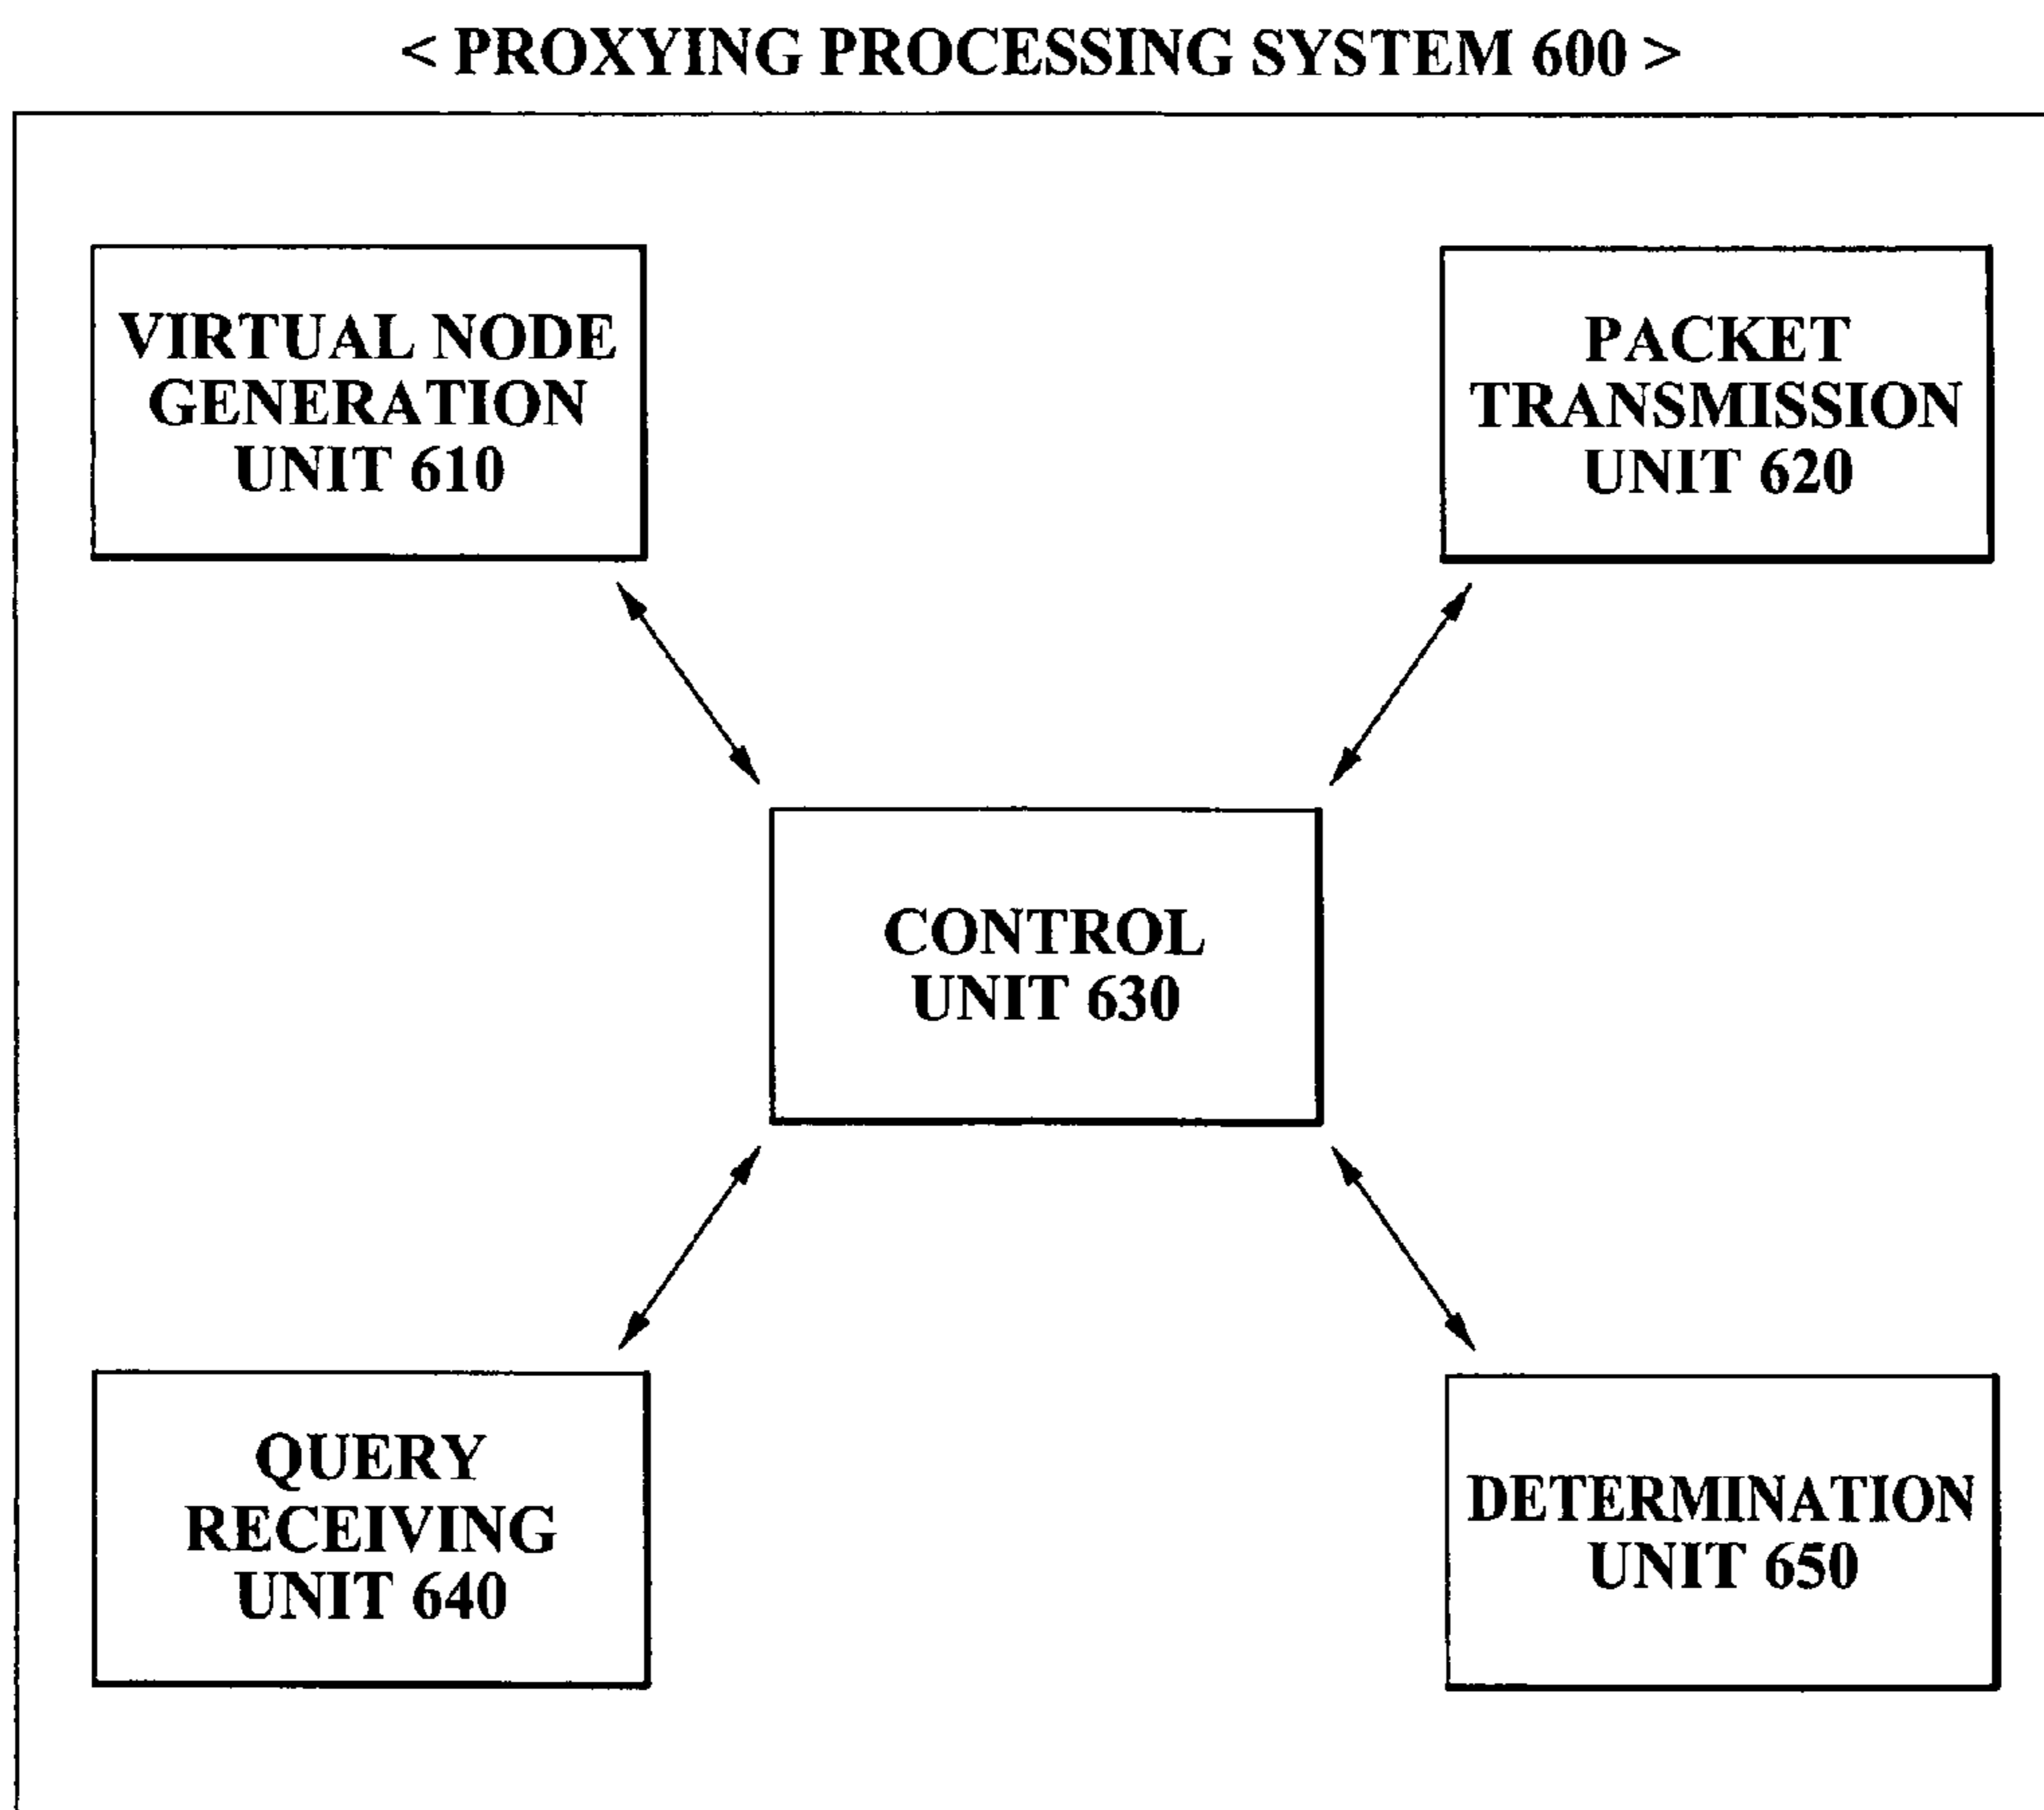 < PROXYING PROCESSING SYSTEM 600 >
VIRTUAL NODE
GENERATION
UNIT 610
PACKET
TRANSMISSION
UNIT 620
CONTROL
UNIT 630
QUERY
RECEIVING
UNIT 640
DETERMINATION
UNIT 650